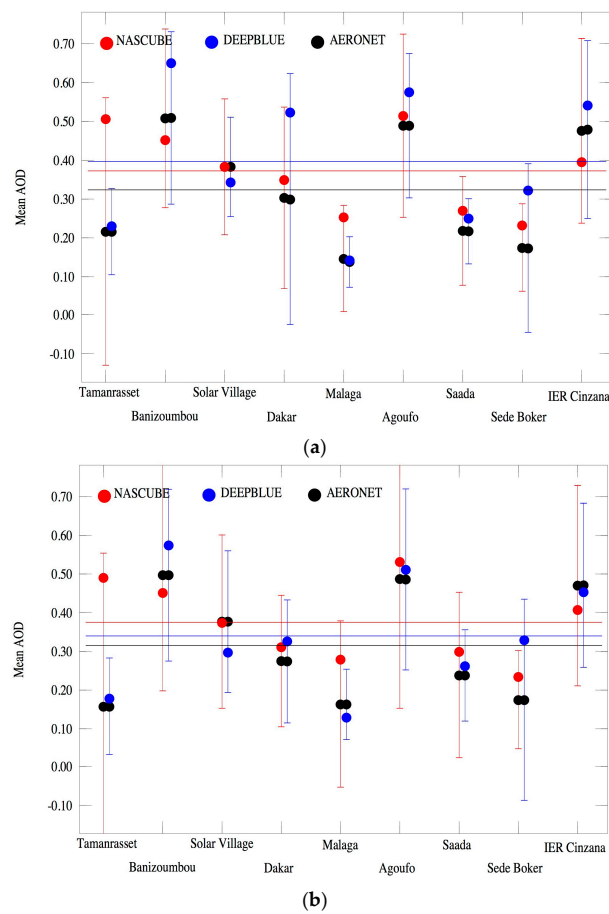 NASCUBE DEEPBLUE AERONET
0.70
0.60
0.50
0.40
0.30
0.20
0.10
0.00
-0.10
Mean AOD
Tamanrasset Solar Village Malaga Saada IER Cinzana
Banizoumbou Dakar Agoufo Sede Boker
(a)
NASCUBE DEEPBLUE AERONET
0.70
0.60
0.50
0.40
0.30
0.20
0.10
0.00
-0.10
Mean AOD
Tamanrasset Solar Village Malaga Saada IER Cinzana
Banizoumbou Dakar Agoufo Sede Boker
(b)